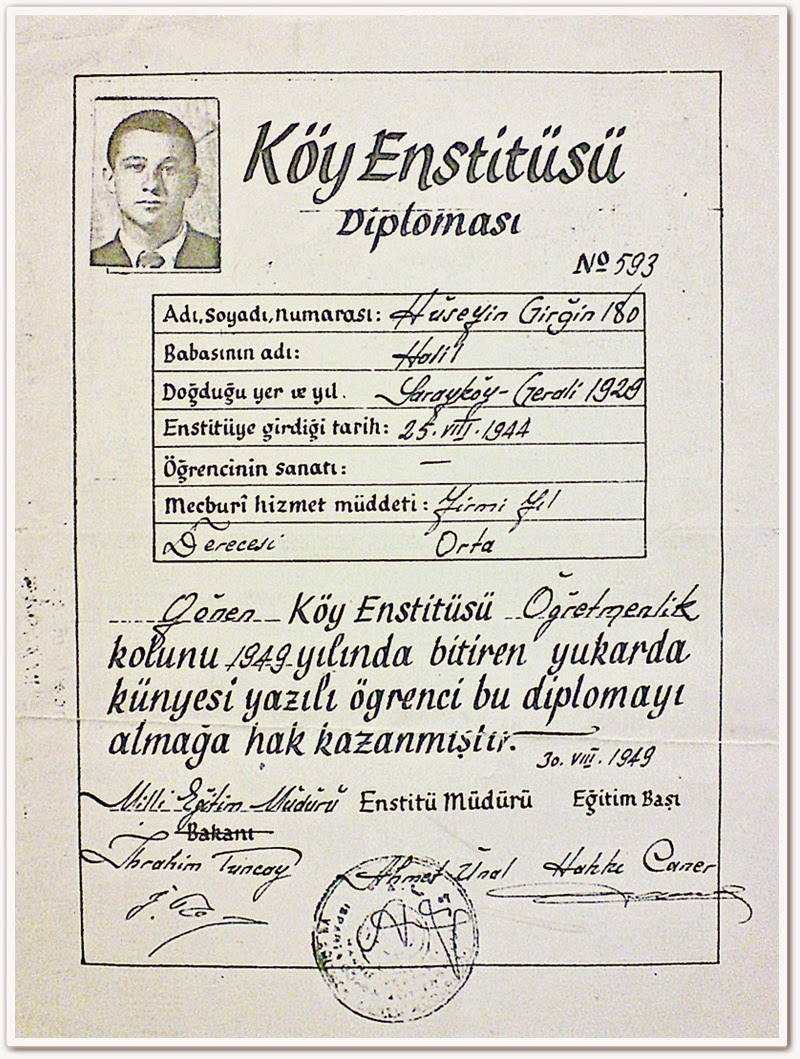 Köy Enstitüsü
Diploması
Nº 593
Adı, soyadı, numarası: Hüseyin Girğin 180
Babasının adı: Halil
Doğduğu yer ve yıl. Sarayköy - Gerali 1929
Enstitüye girdiği tarih: 25. VIII. 1944
Öğrencinin sanatı: —
Mecburî hizmet müddeti: Yirmi Yıl
Derecesi Orta
Gönen Köy Enstitüsü Öğretmenlik
kolunu 1949 yılında bitiren yukarda
künyesi yazılı ögrenci bu diplomayı
almağa hak kazanmıştır.
30. VIII. 1949
Milli Eğitim Müdürü Enstitü Müdürü Eğitim Başı
Bakanı
İbrahim Tuncay Ahmet Ünal Hakkı Caner